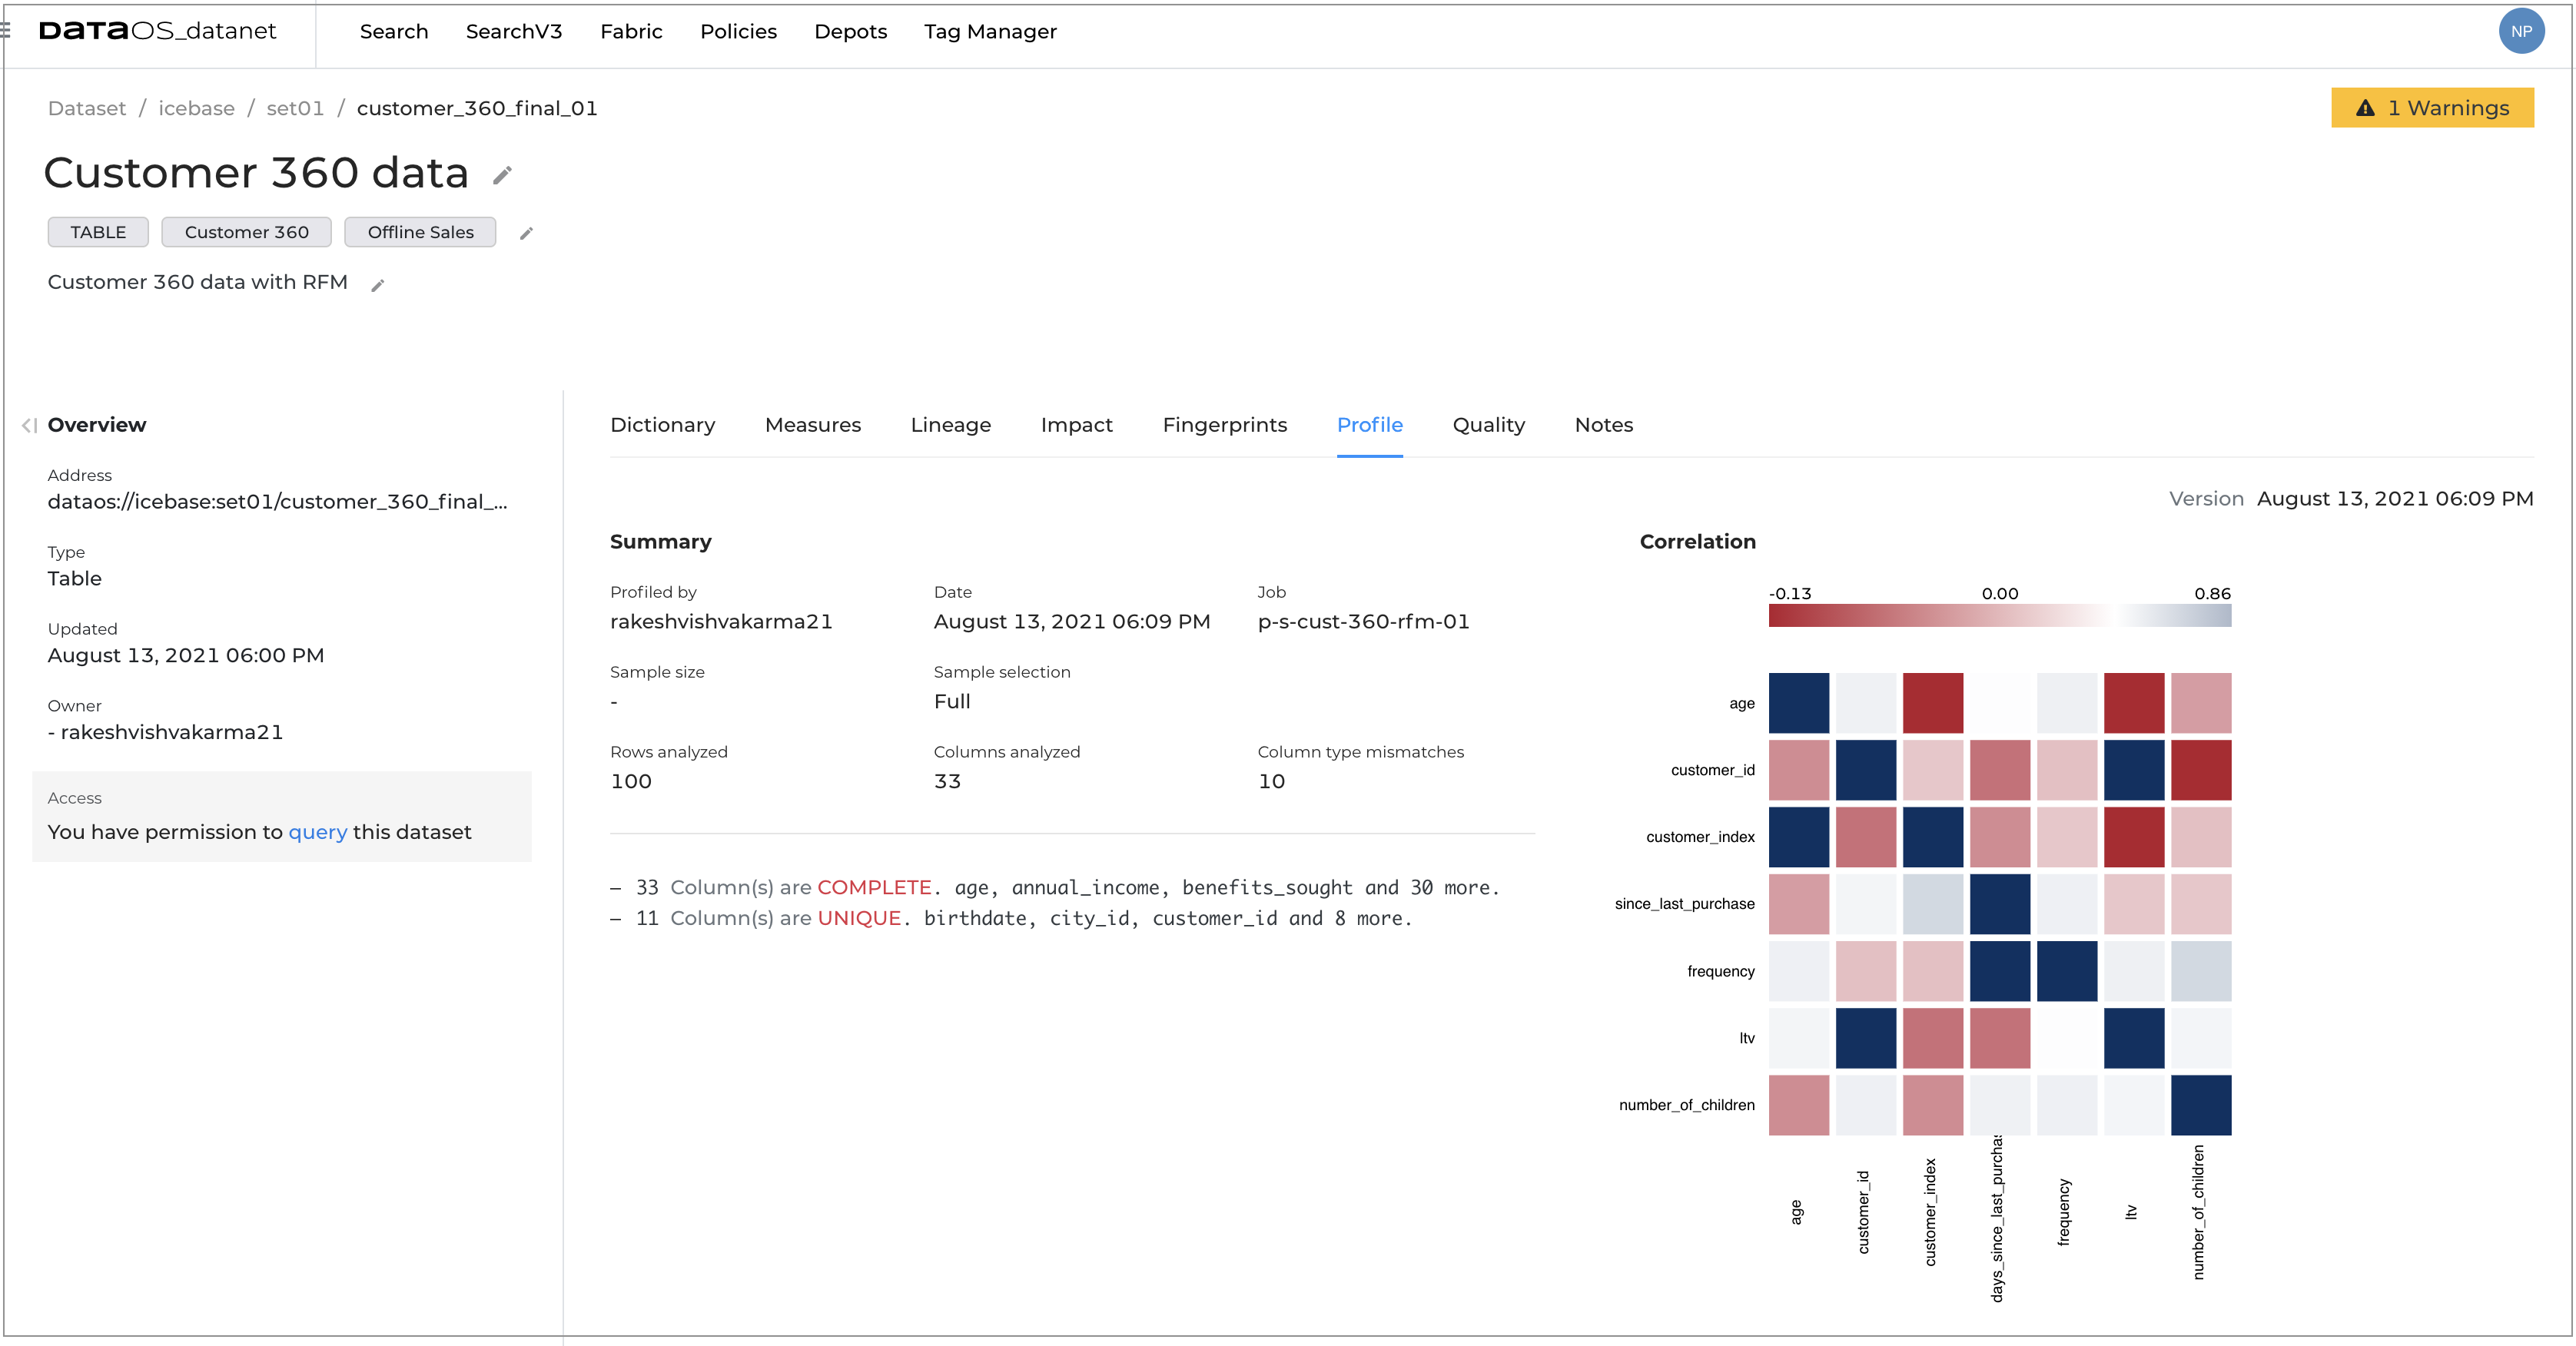 DATAOS_datanet
Search SearchV3 Fabric Policies Depots Tag Manager
NP
Dataset / icebase / set01 / customer_360_final_01
1 Warnings
Customer 360 data
TABLE Customer 360 Offline Sales
Customer 360 data with RFM
Overview
Address
dataos://icebase:set01/customer_360_final_...
Type
Table
Updated
August 13, 2021 06:00 PM
Owner
- rakeshvishvakarma21
Access
You have permission to query this dataset
Dictionary Measures Lineage Impact Fingerprints Profile Quality Notes
Version August 13, 2021 06:09 PM
Summary
Profiled by Date Job
rakeshvishvakarma21 August 13, 2021 06:09 PM p-s-cust-360-rfm-01
Sample size Sample selection
- Full
Rows analyzed Columns analyzed Column type mismatches
100 33 10
– 33 Column(s) are COMPLETE. age, annual_income, benefits_sought and 30 more.
– 11 Column(s) are UNIQUE. birthdate, city_id, customer_id and 8 more.
Correlation
-0.13 0.00 0.86
age
customer_id
customer_index
since_last_purchase
frequency
ltv
number_of_children
age
customer_id
customer_index
days_since_last_purcha
frequency
ltv
number_of_children